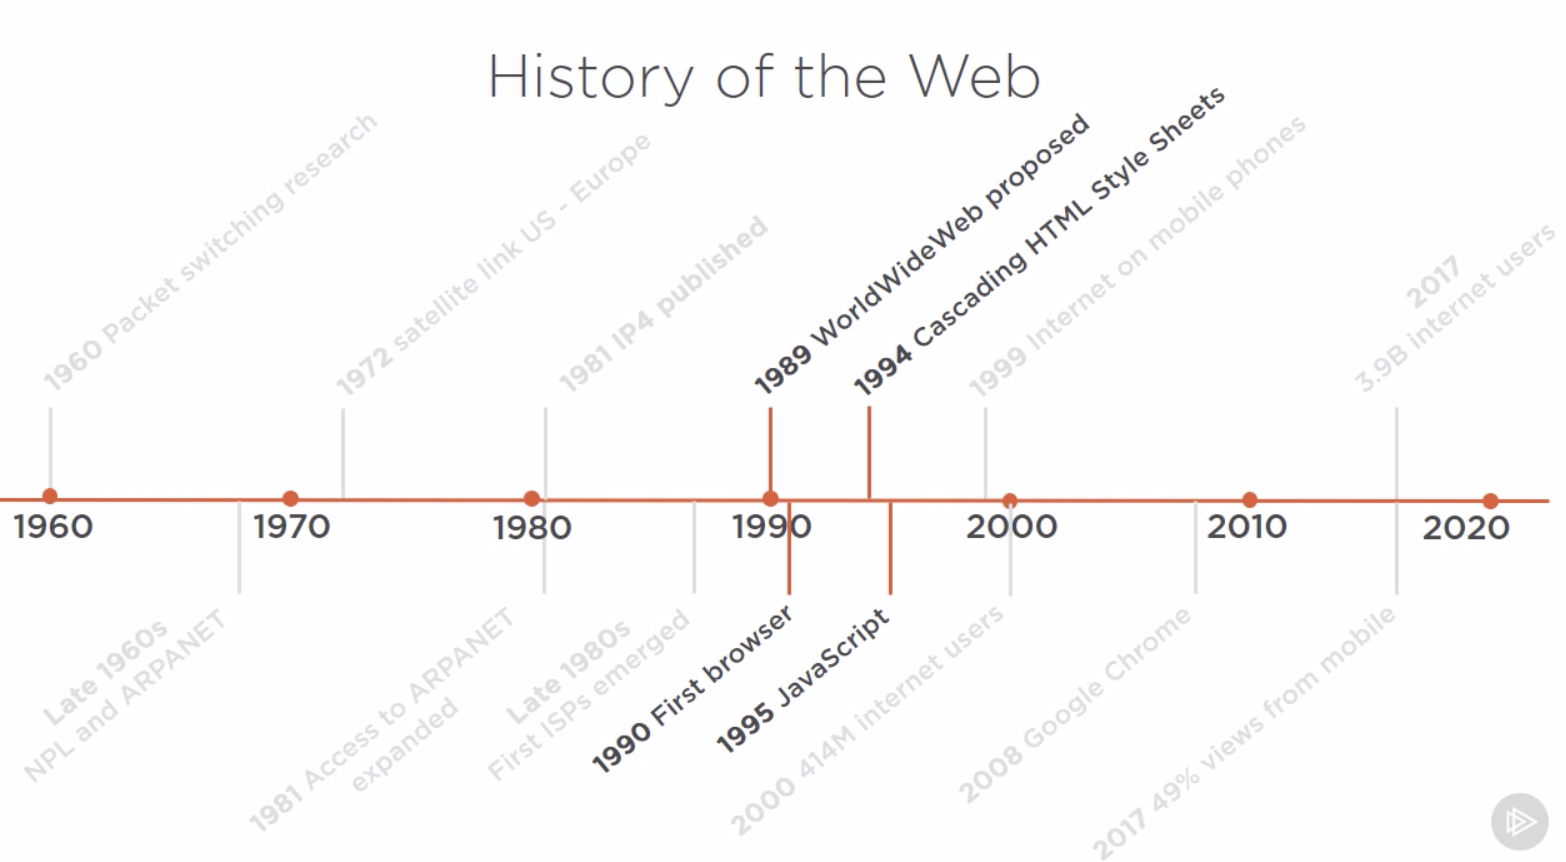 History of the Web
1960 Packet switching research
1972 satellite link US - Europe
1981 IP4 published
1989 WorldWideWeb proposed
1994 Cascading HTML Style Sheets
1999 Internet on mobile phones
2017
3.9B internet users
1960
1970
1980
1990
2000
2010
2020
Late 1960s
NPL and ARPANET
1981 Access to ARPANET
expanded
Late 1980s
First ISPs emerged
1990 First browser
1995 JavaScript
2000 414M internet users
2008 Google Chrome
2017 49% views from mobile